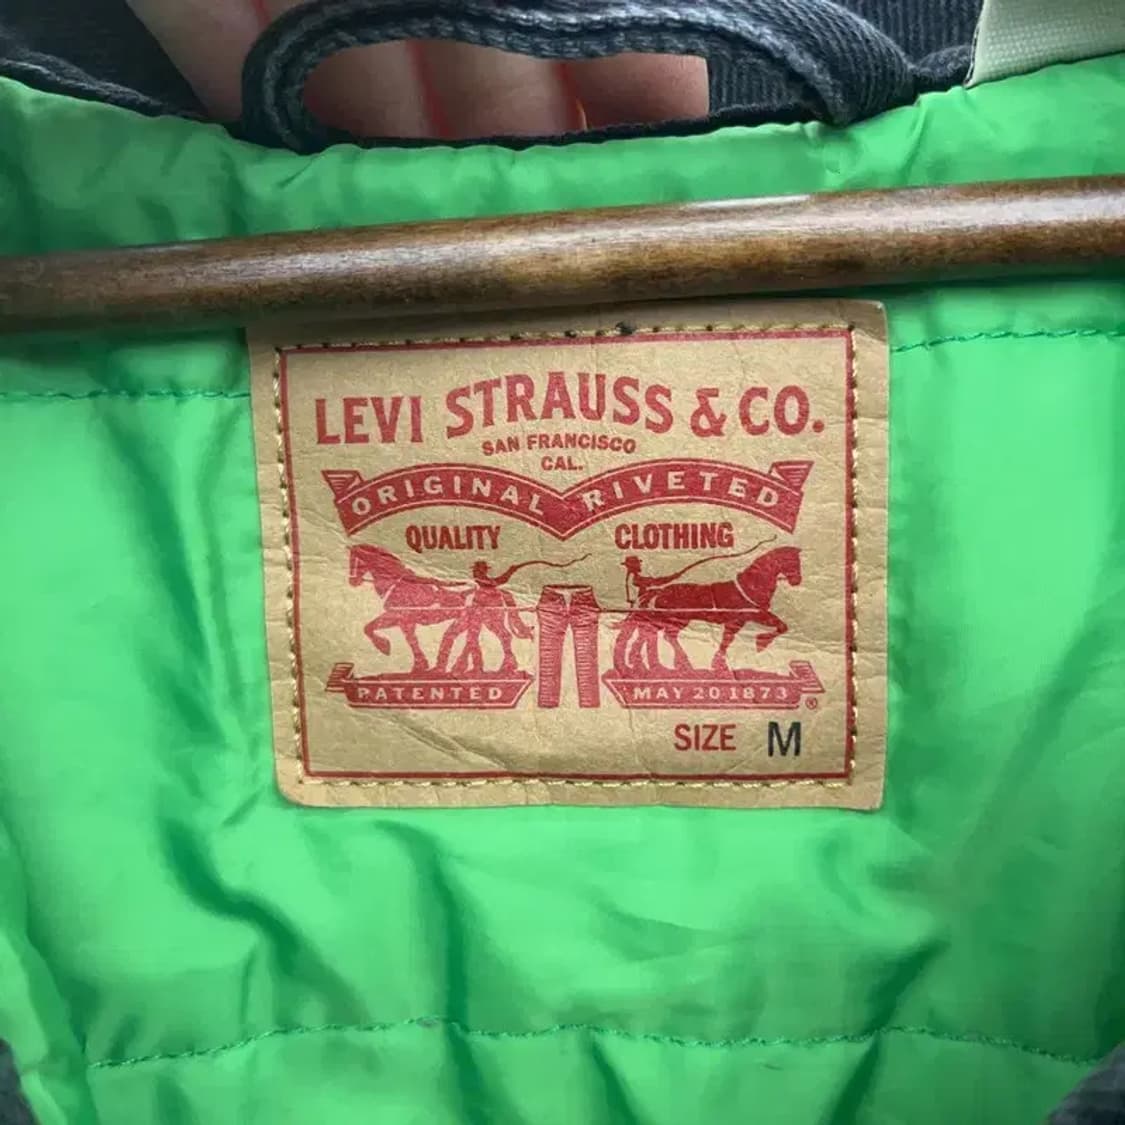 LEVI STRAUSS & CO.
SAN FRANCISCO
CAL.
ORIGINAL RIVETED
QUALITY CLOTHING
PATENTED MAY 20 1873 ®
SIZE M